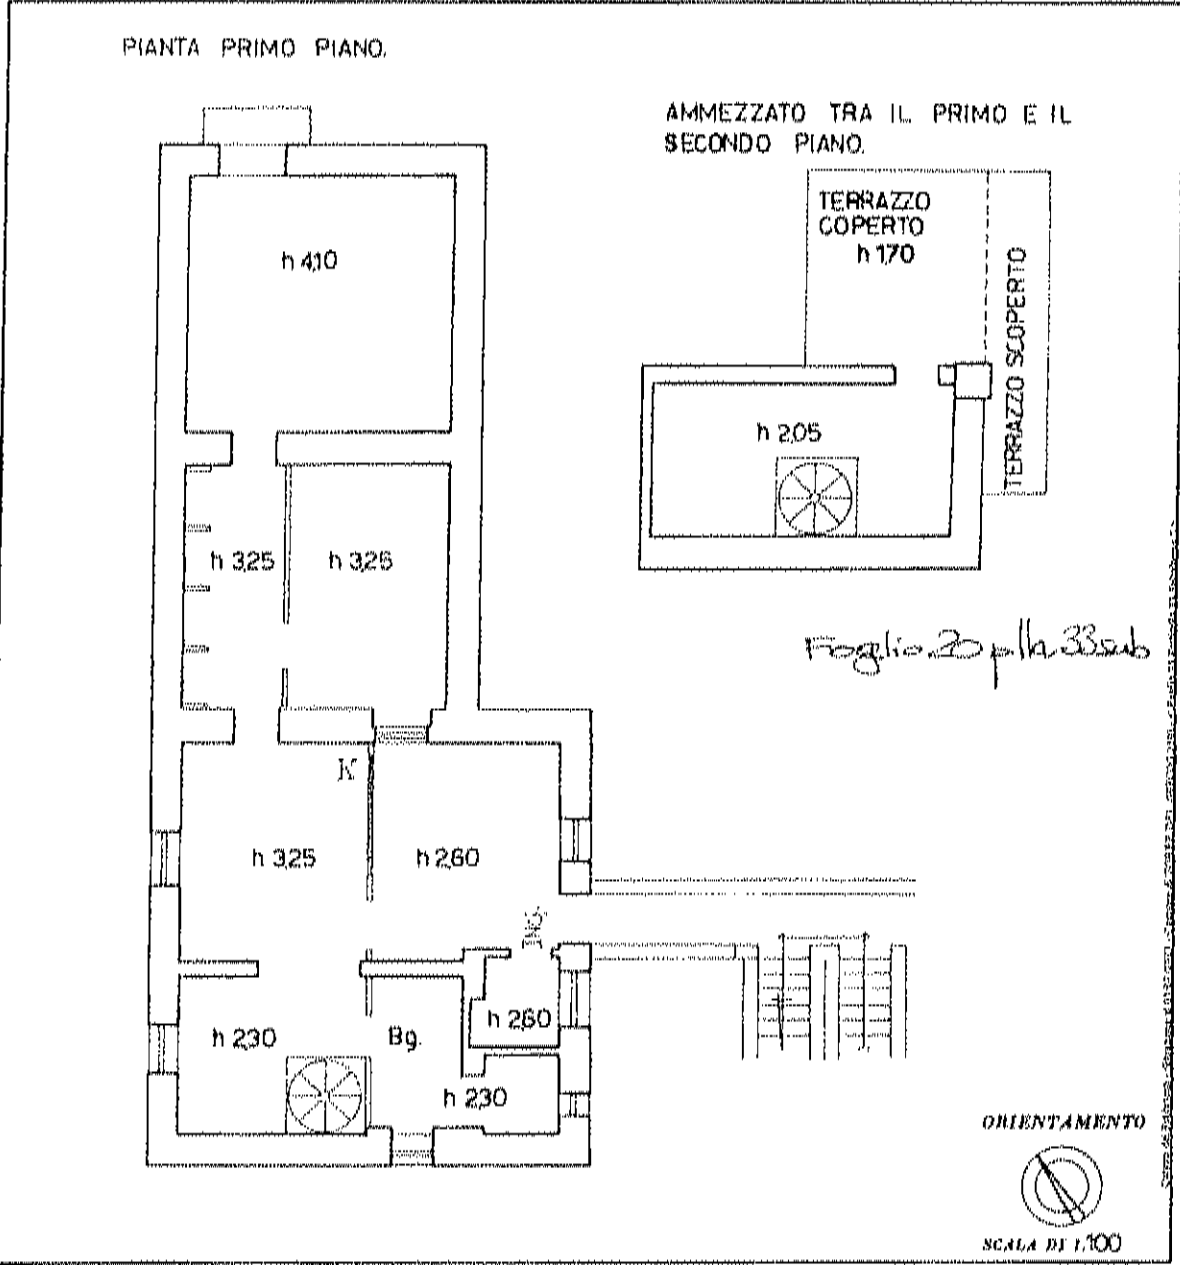 PIANTA PRIMO PIANO.
AMMEZZATO TRA IL PRIMO E IL
SECONDO PIANO.
TERRAZZO
COPERTO
h 1,70
TERRAZZO SCOPERTO
h 4,10
h 2,05
h 3,25
h 3,25
Foglio 20 p.lla 33 sub
K
h 3,25
h 2,60
ING.
h 2,30
Bg.
h 2,60
h 2,30
ORIENTAMENTO
SCALA DI 1:100